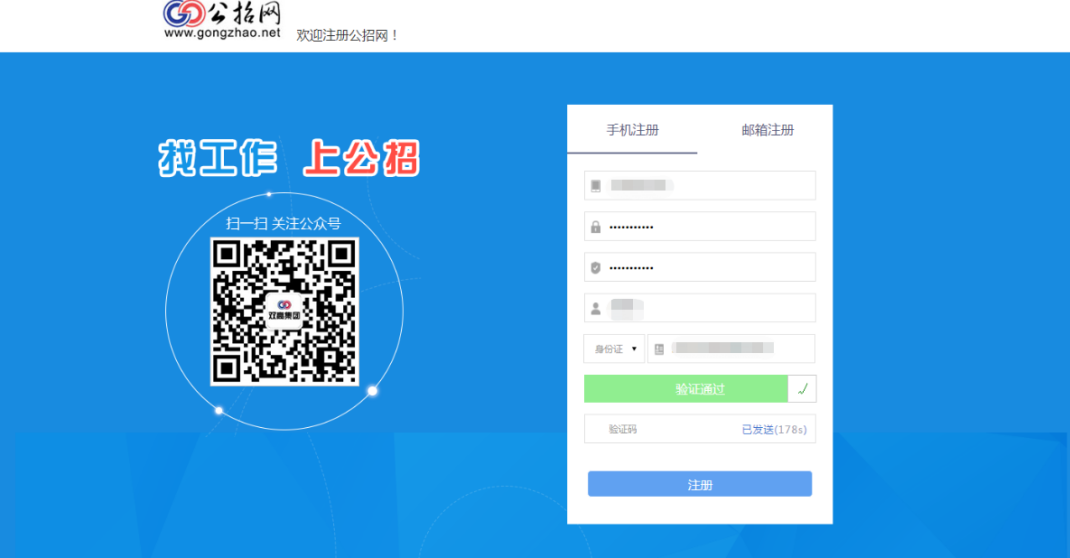 公招网
www.gongzhao.net
欢迎注册公招网！
找工作 上公招
扫一扫 关注公众号
双高集团
手机注册 邮箱注册
•••••••••••
•••••••••••
身份证
验证通过
验证码 已发送(178s)
注册